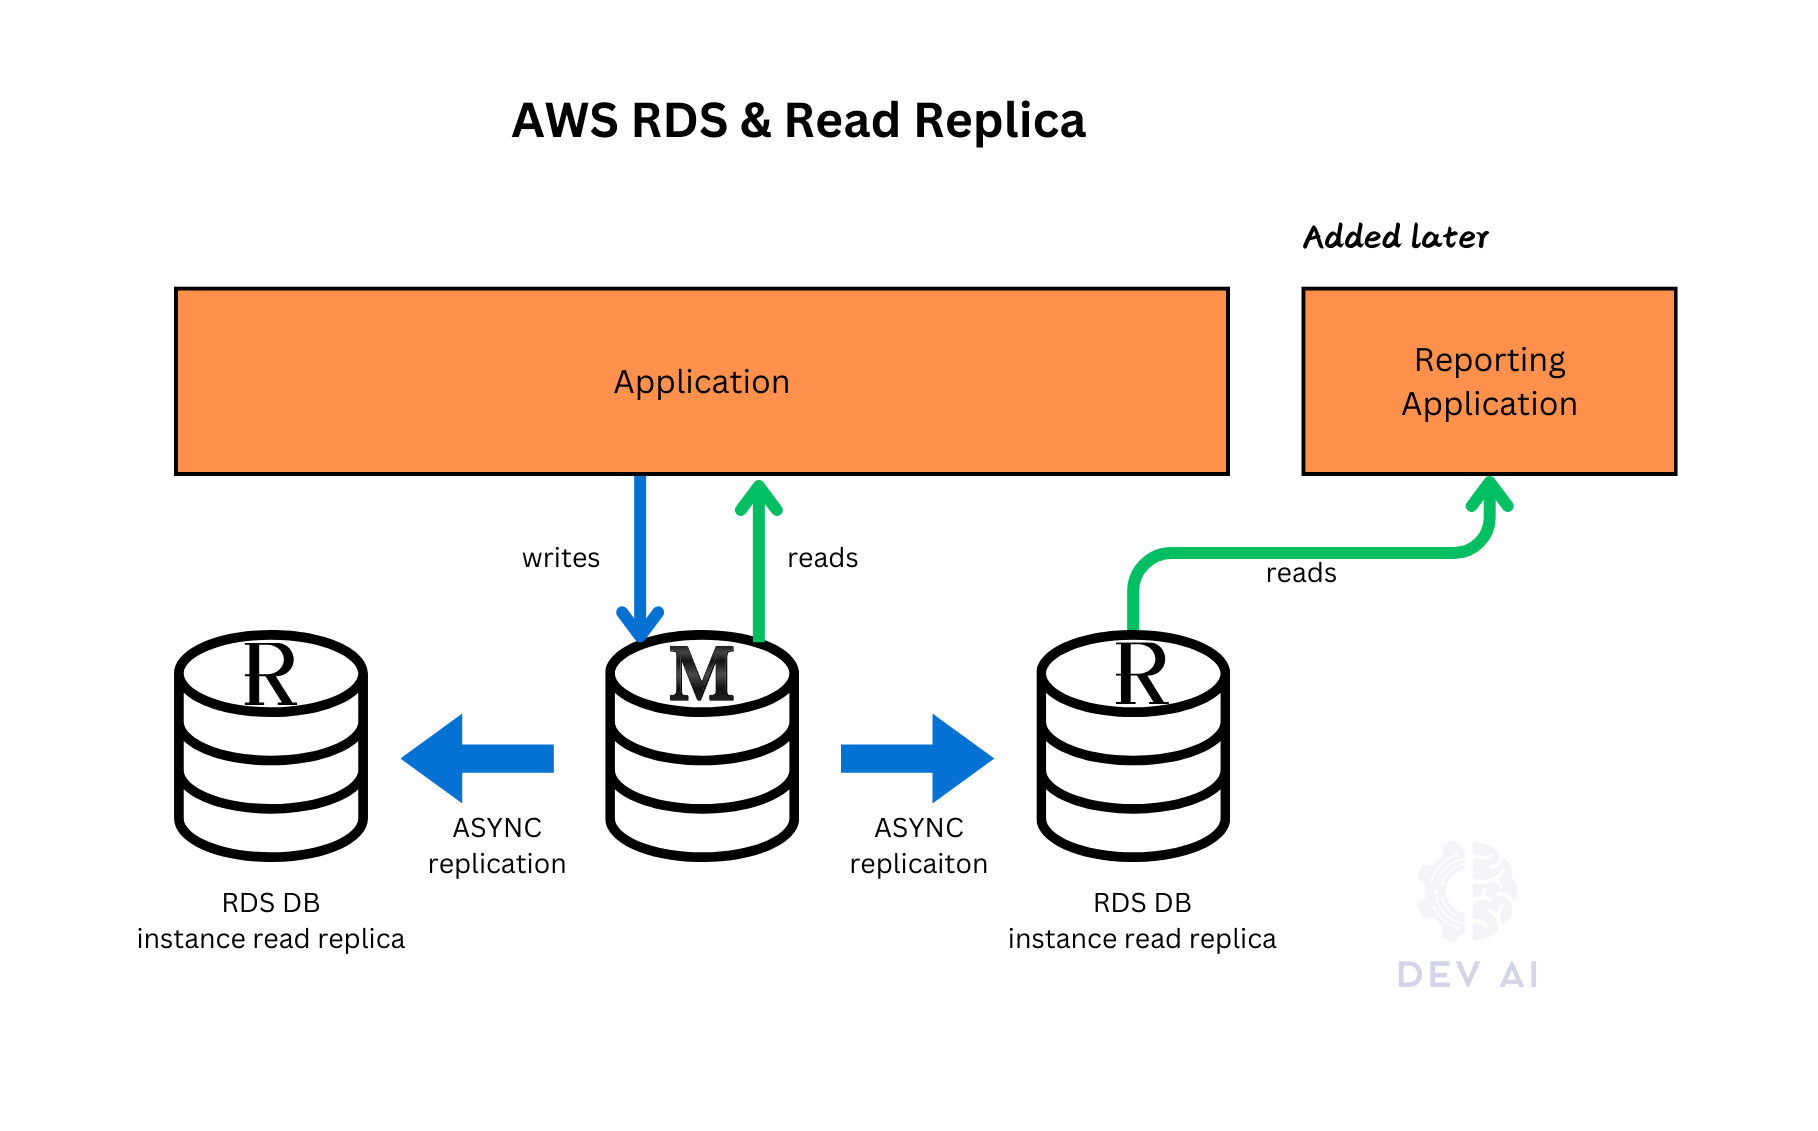 AWS RDS & Read Replica
Added later
Application
Reporting
Application
writes
reads
reads
R
M
R
ASYNC
replication
ASYNC
replicaiton
RDS DB
instance read replica
RDS DB
instance read replica
DEV AI